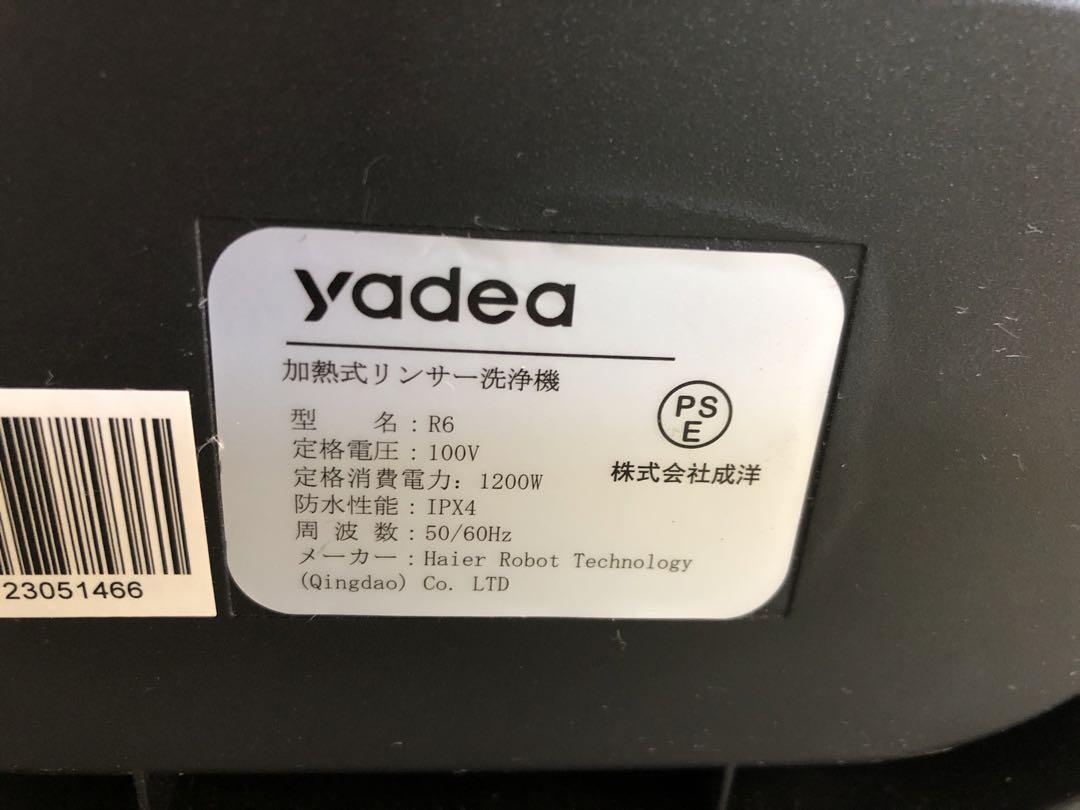 yadea
加熱式リンサー洗浄機
型 名：R6
定格電圧：100V
定格消費電力：1200W
防水性能：IPX4
周 波 数：50/60Hz
メーカー：Haier Robot Technology
(Qingdao) Co. LTD
PS
E
株式会社成洋
23051466